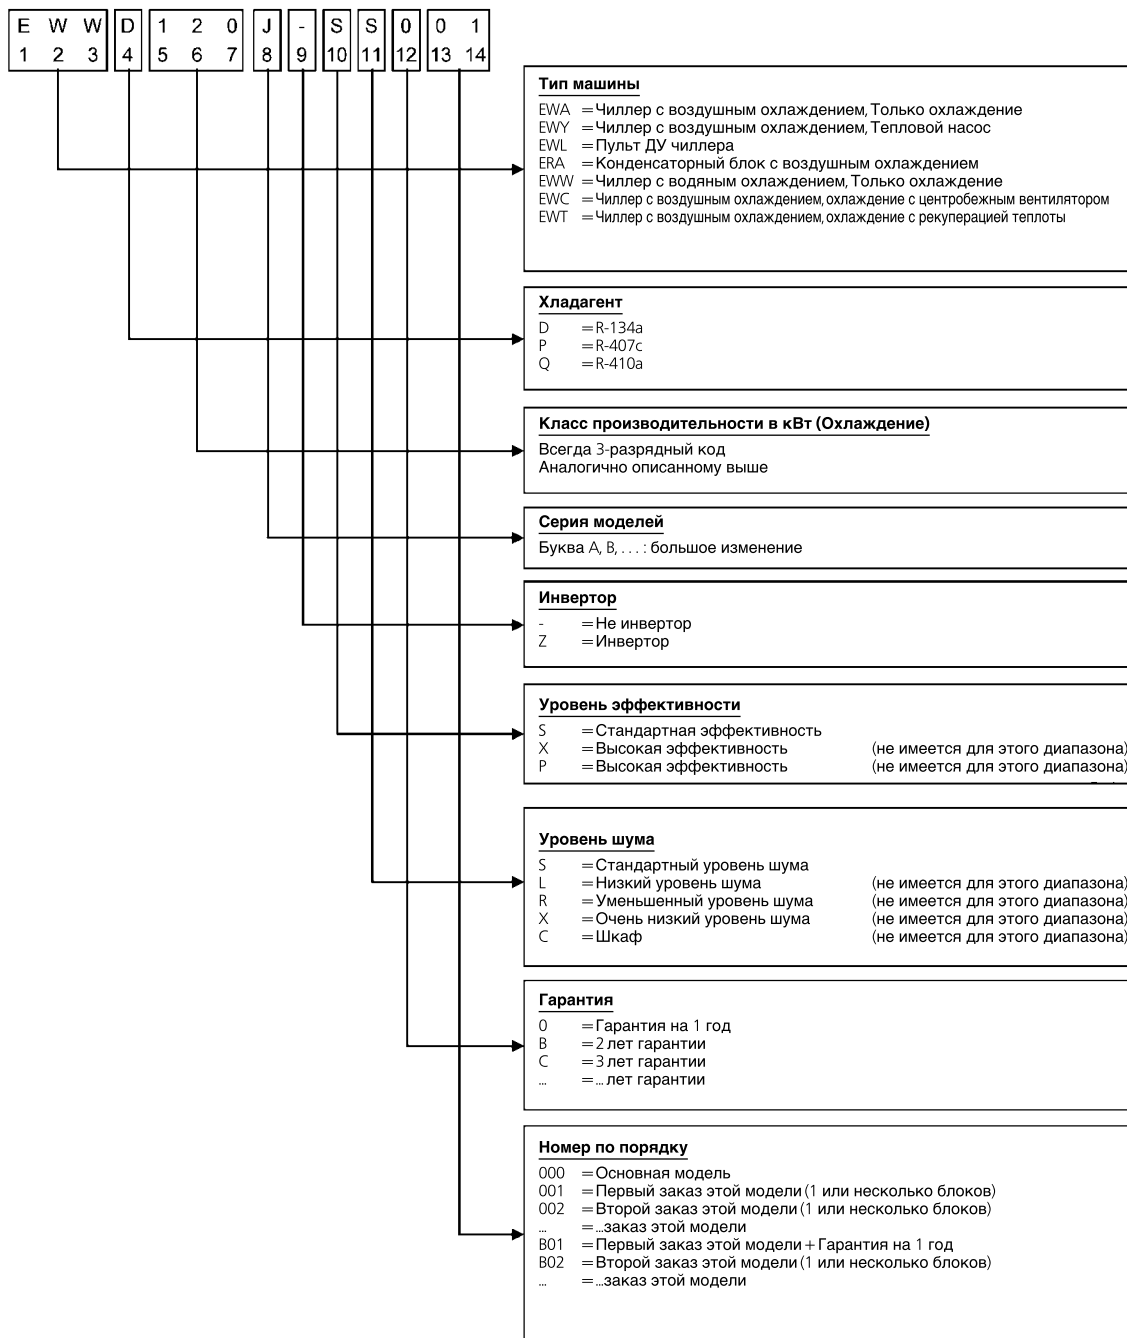 E W W D 1 2 0 J - S S 0 0 1
1 2 3 4 5 6 7 8 9 10 11 12 13 14
Тип машины
EWA =Чиллер с воздушным охлаждением, Только охлаждение
EWY =Чиллер с воздушным охлаждением, Тепловой насос
EWL =Пульт ДУ чиллера
ERA =Конденсаторный блок с воздушным охлаждением
EWW =Чиллер с водяным охлаждением, Только охлаждение
EWC =Чиллер с воздушным охлаждением, охлаждение с центробежным вентилятором
EWT =Чиллер с воздушным охлаждением, охлаждение с рекуперацией теплоты
Хладагент
D =R-134a
P =R-407c
Q =R-410a
Класс производительности в кВт (Охлаждение)
Всегда 3-разрядный код
Аналогично описанному выше
Серия моделей
Буква A, B, . . . : большое изменение
Инвертор
- =Не инвертор
Z =Инвертор
Уровень эффективности
S =Стандартная эффективность
X =Высокая эффективность (не имеется для этого диапазона)
P =Высокая эффективность (не имеется для этого диапазона)
Уровень шума
S =Стандартный уровень шума
L =Низкий уровень шума (не имеется для этого диапазона)
R =Уменьшенный уровень шума (не имеется для этого диапазона)
X =Очень низкий уровень шума (не имеется для этого диапазона)
C =Шкаф (не имеется для этого диапазона)
Гарантия
0 =Гарантия на 1 год
B =2 лет гарантии
C =3 лет гарантии
... =... лет гарантии
Номер по порядку
000 =Основная модель
001 =Первый заказ этой модели (1 или несколько блоков)
002 =Второй заказ этой модели (1 или несколько блоков)
... =...заказ этой модели
B01 =Первый заказ этой модели + Гарантия на 1 год
B02 =Второй заказ этой модели (1 или несколько блоков)
... =...заказ этой модели